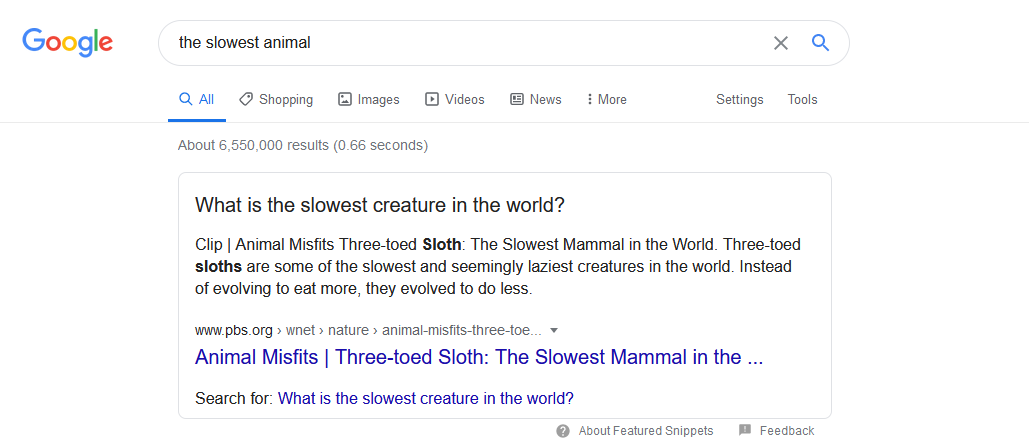 Google
the slowest animal
All Shopping Images Videos News More Settings Tools
About 6,550,000 results (0.66 seconds)
What is the slowest creature in the world?
Clip | Animal Misfits Three-toed Sloth: The Slowest Mammal in the World. Three-toed
sloths are some of the slowest and seemingly laziest creatures in the world. Instead
of evolving to eat more, they evolved to do less.
www.pbs.org › wnet › nature › animal-misfits-three-toe...
Animal Misfits | Three-toed Sloth: The Slowest Mammal in the ...
Search for: What is the slowest creature in the world?
About Featured Snippets Feedback